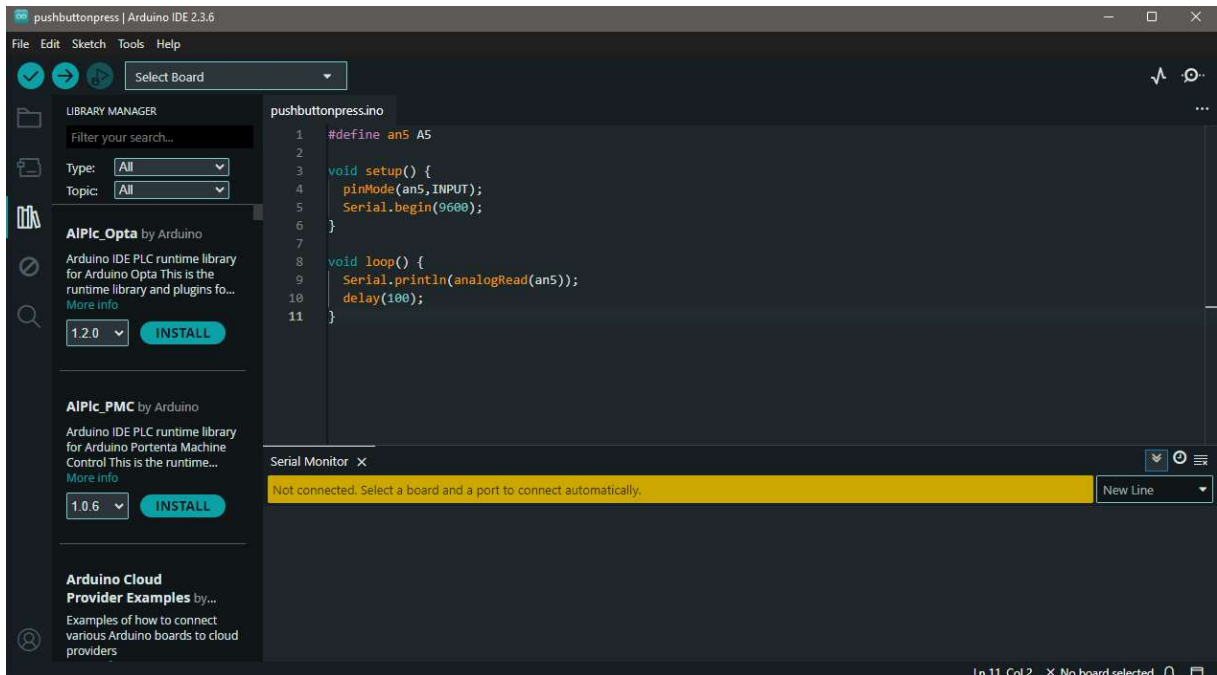 pushbuttonpress | Arduino IDE 2.3.6
File Edit Sketch Tools Help
Select Board
LIBRARY MANAGER
Filter your search...
Type: All
Topic: All
AlPlc_Opta by Arduino
Arduino IDE PLC runtime library
for Arduino Opta This is the
runtime library and plugins fo...
More info
1.2.0 INSTALL
AlPlc_PMC by Arduino
Arduino IDE PLC runtime library
for Arduino Portenta Machine
Control This is the runtime...
More info
1.0.6 INSTALL
Arduino Cloud
Provider Examples by...
Examples of how to connect
various Arduino boards to cloud
providers
pushbuttonpress.ino
1 #define an5 A5
2
3 void setup() {
4 pinMode(an5,INPUT);
5 Serial.begin(9600);
6 }
7
8 void loop() {
9 Serial.println(analogRead(an5));
10 delay(100);
11 }
Serial Monitor
Not connected. Select a board and a port to connect automatically.
New Line
Ln 11, Col 2 No board selected